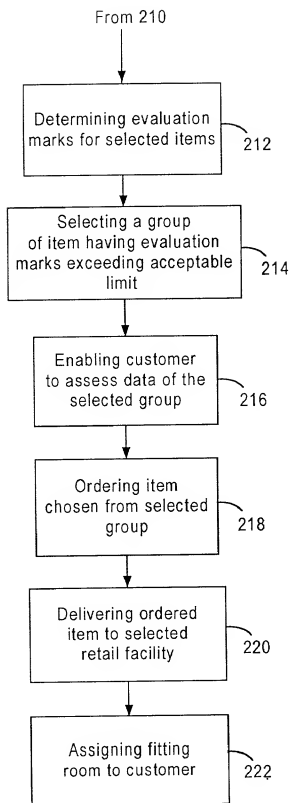 From 210
Determining evaluation
marks for selected items
212
Selecting a group
of item having evaluation
marks exceeding acceptable
limit
214
Enabling customer
to assess data of the
selected group
216
Ordering item
chosen from selected
group
218
Delivering ordered
item to selected
retail facility
220
Assigning fitting
room to customer
222